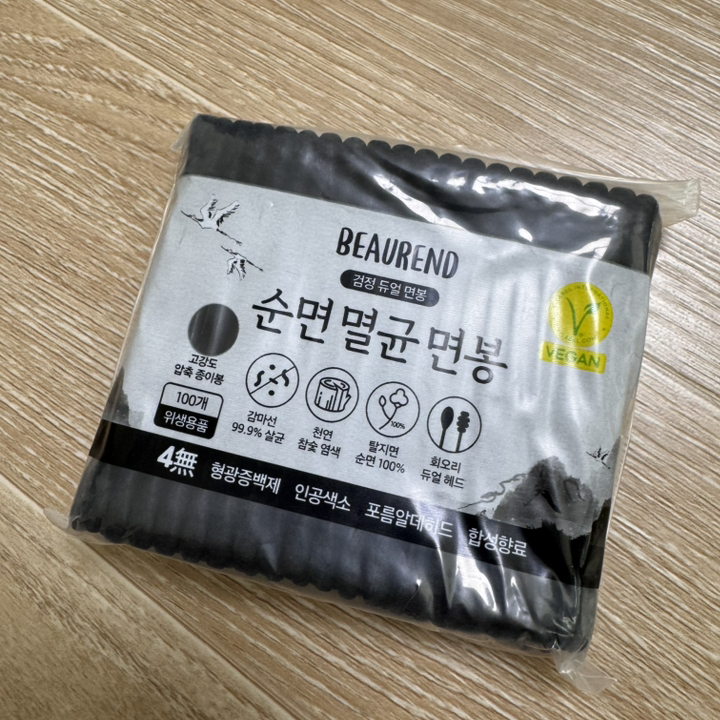 BEAUREND
검정 듀얼 면봉
순면 멸균 면봉
VEGAN
고강도
압축 종이봉
100개
위생용품
감마선
99.9% 살균
천연
참숯 염색
100%
탈지면
순면 100%
회오리
듀얼 헤드
4無 형광증백제 인공색소 포름알데히드 합성향료